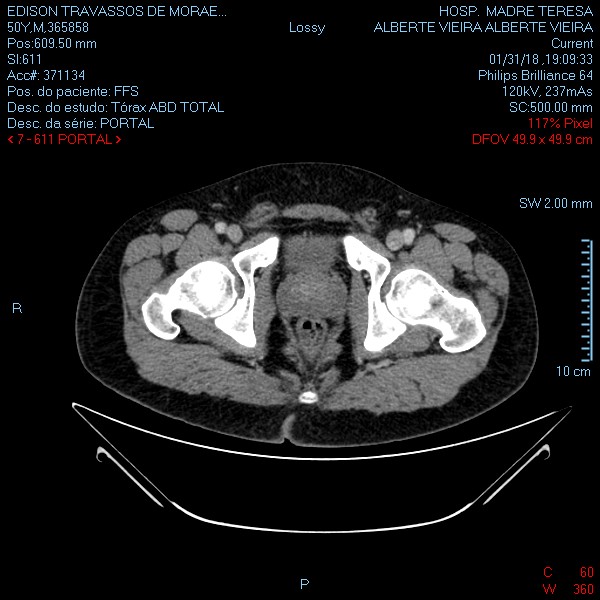 EDISON TRAVASSOS DE MORAE...
50Y,M,365858
Pos:609.50 mm
SI:611
Acc#: 371134
Pos. do paciente: FFS
Desc. do estudo: Tórax ABD TOTAL
Desc. da série: PORTAL
< 7 - 611 PORTAL >
Lossy
HOSP. MADRE TERESA
ALBERTE VIEIRA ALBERTE VIEIRA
Current
01/31/18 ,19:09:33
Philips Brilliance 64
120kV, 237mAs
SC:500.00 mm
117% Pixel
DFOV 49.9 x 49.9 cm
SW 2.00 mm
R
10 cm
P
C 60
W 360